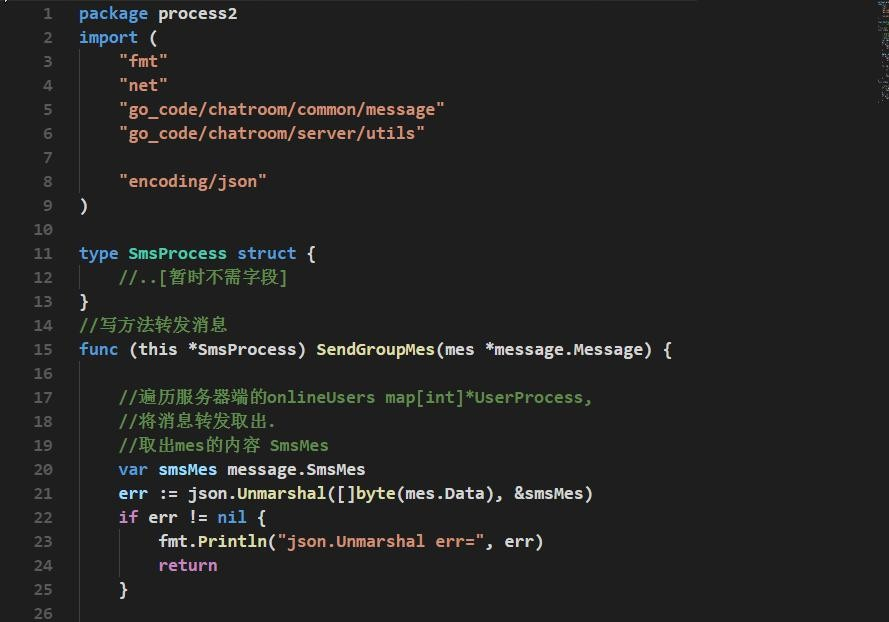 1 package process2
2 import (
3     "fmt"
4     "net"
5     "go_code/chatroom/common/message"
6     "go_code/chatroom/server/utils"
7
8     "encoding/json"
9 )
10
11 type SmsProcess struct {
12     //..[暂时不需字段]
13 }
14 //写方法转发消息
15 func (this *SmsProcess) SendGroupMes(mes *message.Message) {
16
17     //遍历服务器端的onlineUsers map[int]*UserProcess,
18     //将消息转发取出.
19     //取出mes的内容 SmsMes
20     var smsMes message.SmsMes
21     err := json.Unmarshal([]byte(mes.Data), &smsMes)
22     if err != nil {
23         fmt.Println("json.Unmarshal err=", err)
24         return
25     }
26